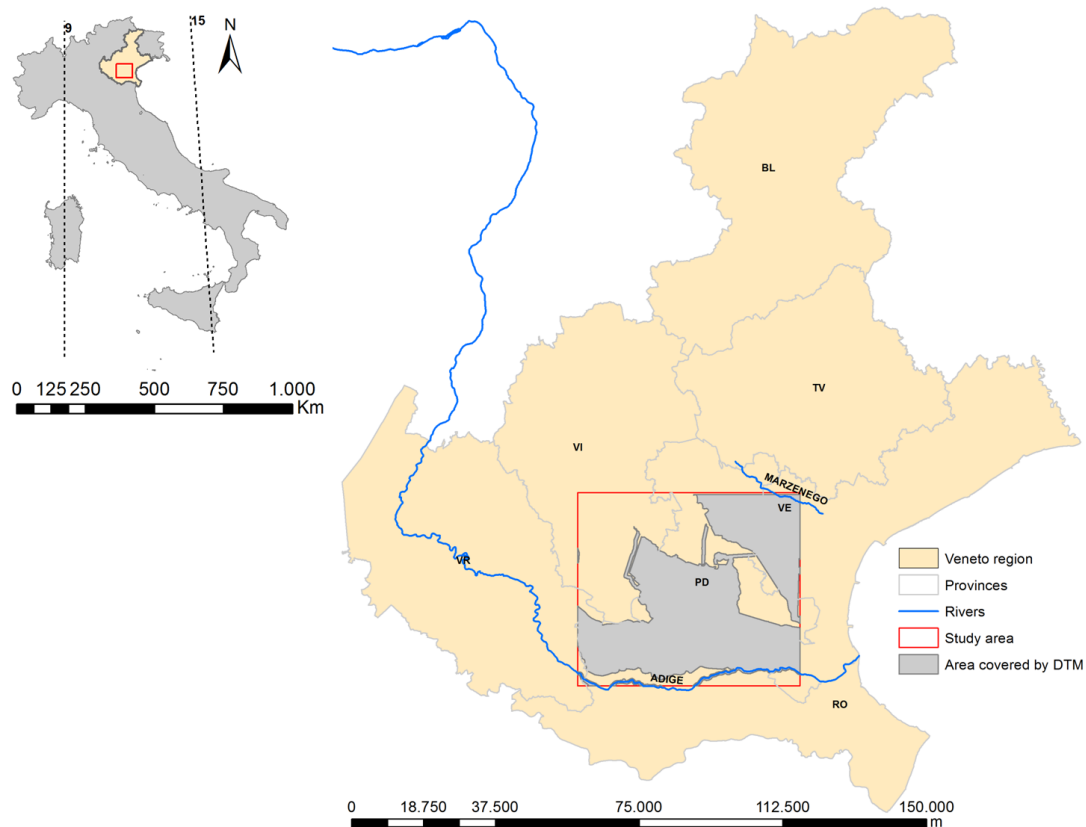 9
15
N
0 125 250 500 750 1.000
Km
BL
TV
VI
MARZENEGO
VE
VR
PD
ADIGE
RO
Veneto region
Provinces
Rivers
Study area
Area covered by DTM
0 18.750 37.500 75.000 112.500 150.000
m